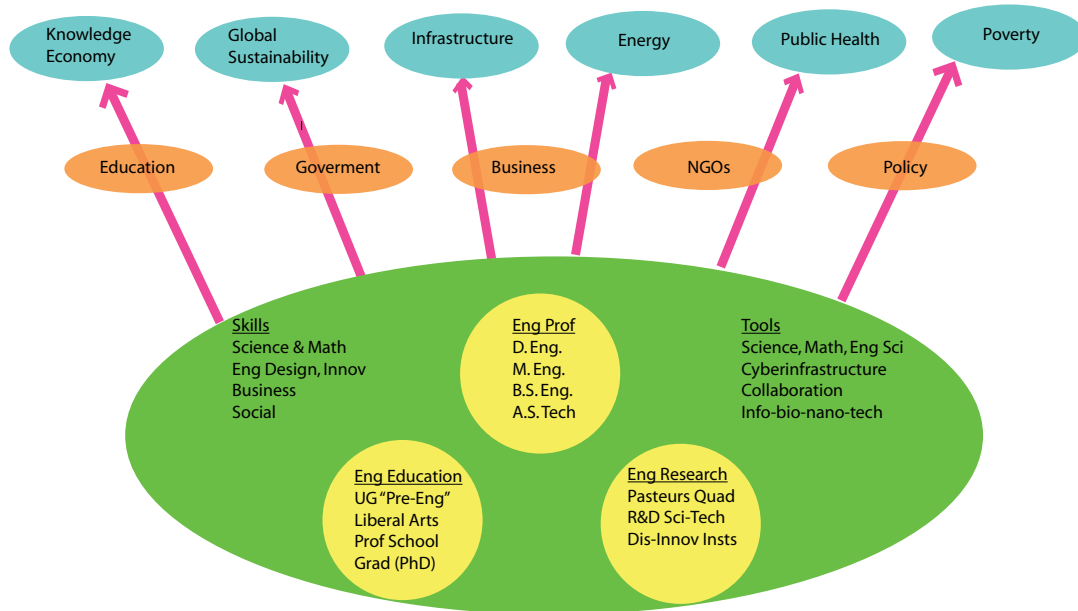 Knowledge
Economy
Global
Sustainability
Infrastructure
Energy
Public Health
Poverty
Education
Goverment
Business
NGOs
Policy
Skills
Science & Math
Eng Design, Innov
Business
Social
Eng Prof
D. Eng.
M. Eng.
B.S. Eng.
A.S. Tech
Tools
Science, Math, Eng Sci
Cyberinfrastructure
Collaboration
Info-bio-nano-tech
Eng Education
UG “Pre-Eng”
Liberal Arts
Prof School
Grad (PhD)
Eng Research
Pasteurs Quad
R&D Sci-Tech
Dis-Innov Insts